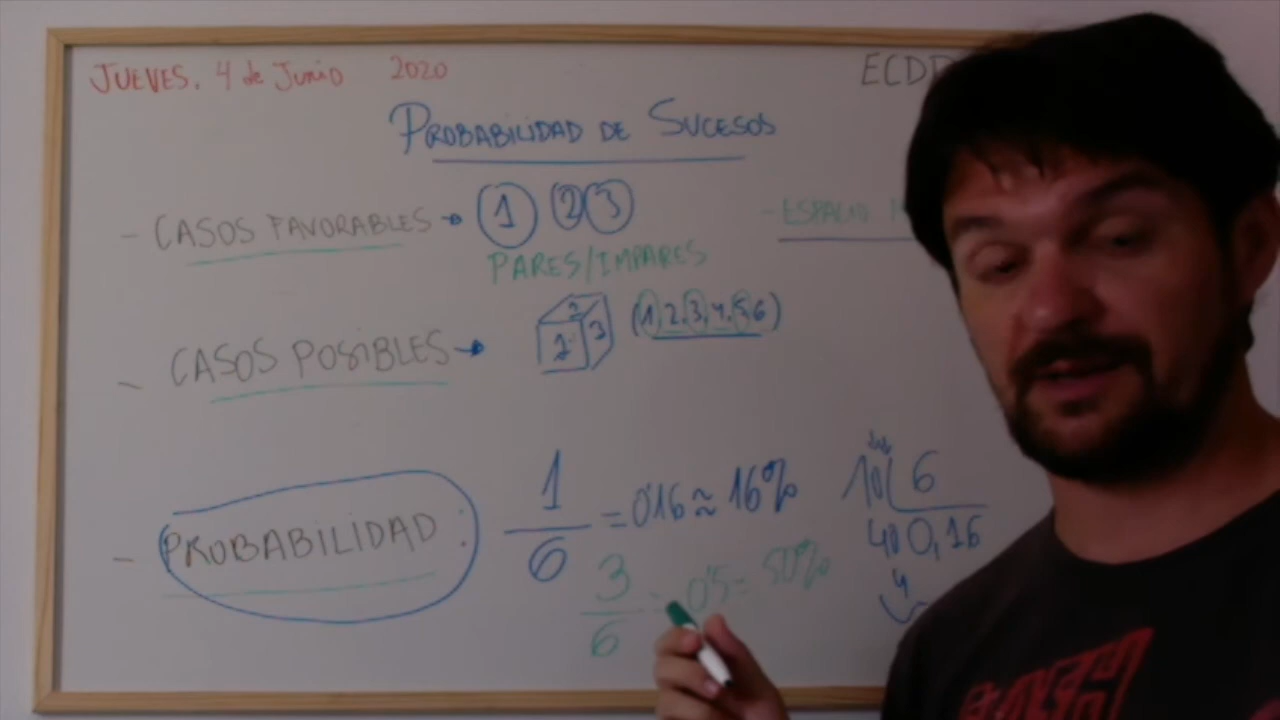 JUEVES. 4 de Junio 2020
PROBABILIDAD DE SUCESOS
- CASOS FAVORABLES → 1 2 3
- ESPACIO
PARES/IMPARES
- CASOS POSIBLES → 2 1 3 (1,2,3,4,5,6)
- PROBABILIDAD: 1/6 = 0'16 ≈ 16%
3/6 = 0'5 = 50%
10 6
40 0,16
4